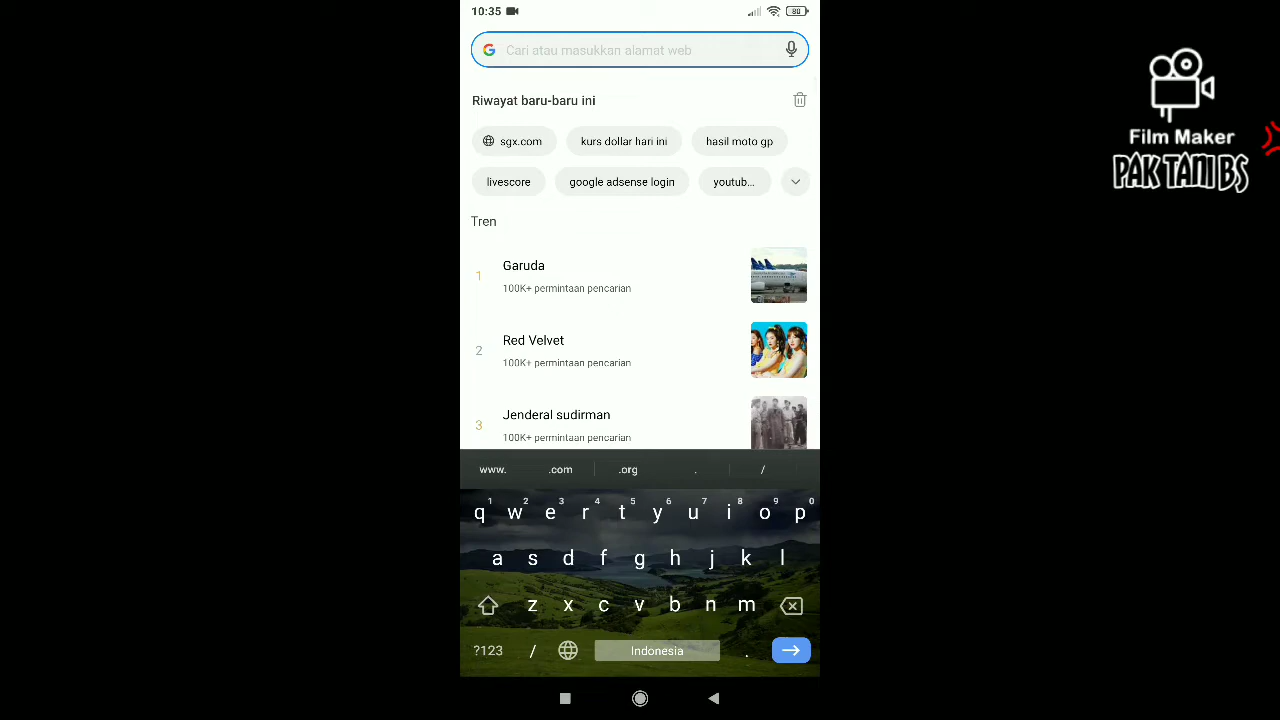 10:35
80
Cari atau masukkan alamat web
Riwayat baru-baru ini
sgx.com
kurs dollar hari ini
hasil moto gp
livescore
google adsense login
youtub...
Tren
1
Garuda
100K+ permintaan pencarian
2
Red Velvet
100K+ permintaan pencarian
3
Jenderal sudirman
100K+ permintaan pencarian
www. .com .org . /
1 2 3 4 5 6 7 8 9 0
q w e r t y u i o p
a s d f g h j k l
z x c v b n m
?123 / Indonesia .
Film Maker
PAK TANI BS